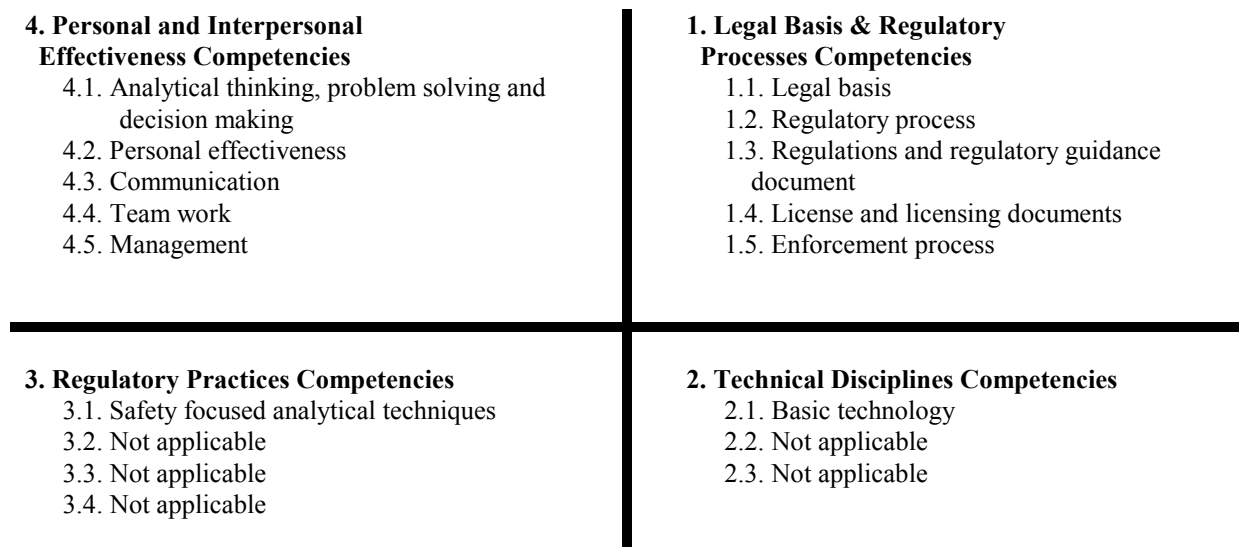 4. Personal and Interpersonal
Effectiveness Competencies
4.1. Analytical thinking, problem solving and
decision making
4.2. Personal effectiveness
4.3. Communication
4.4. Team work
4.5. Management
1. Legal Basis & Regulatory
Processes Competencies
1.1. Legal basis
1.2. Regulatory process
1.3. Regulations and regulatory guidance
document
1.4. License and licensing documents
1.5. Enforcement process
3. Regulatory Practices Competencies
3.1. Safety focused analytical techniques
3.2. Not applicable
3.3. Not applicable
3.4. Not applicable
2. Technical Disciplines Competencies
2.1. Basic technology
2.2. Not applicable
2.3. Not applicable